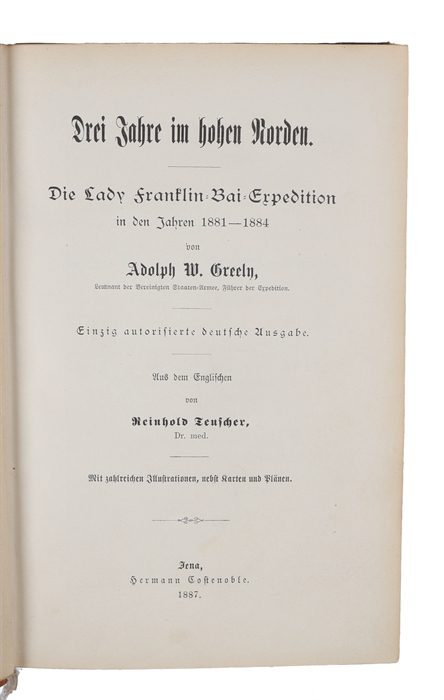 Drei Jahre im hohen Norden.
Die Lady Franklin-Bai-Expedition
in den Jahren 1881—1884
von
Adolph W. Greely,
Leutnant der Vereinigten Staaten-Armee, Führer der Expedition.
Einzig autorisierte deutsche Ausgabe.
Aus dem Englischen
von
Reinhold Teuscher,
Dr. med.
Mit zahlreichen Illustrationen, nebst Karten und Plänen.
Jena,
Hermann Costenoble.
1887.